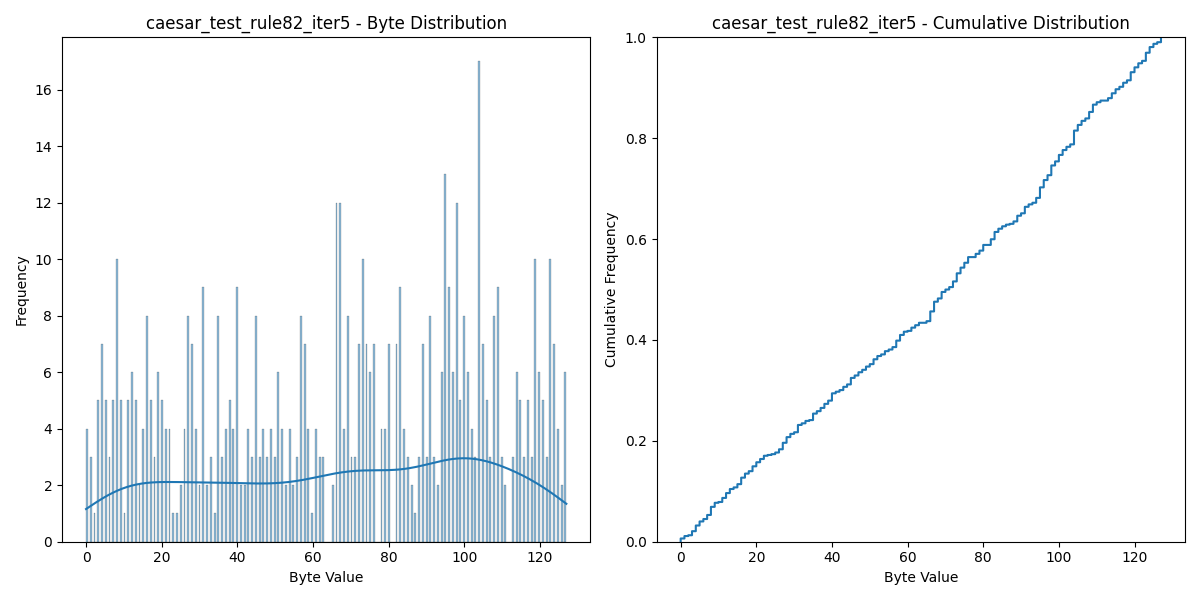 caesar_test_rule82_iter5 - Byte Distribution
Frequency
16
14
12
10
8
6
4
2
0
0 20 40 60 80 100 120
Byte Value
caesar_test_rule82_iter5 - Cumulative Distribution
Cumulative Frequency
1.0
0.8
0.6
0.4
0.2
0.0
0 20 40 60 80 100 120
Byte Value